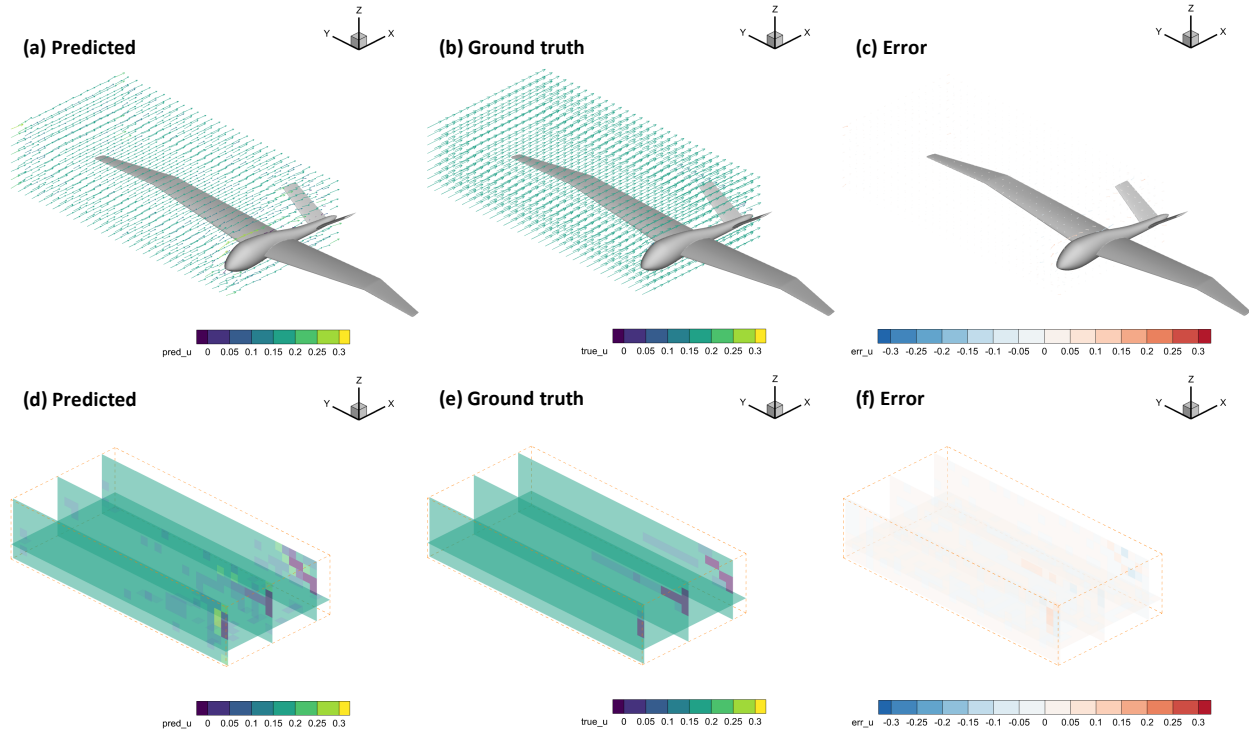 (a) Predicted
Z
Y
X
(b) Ground truth
Z
Y
X
(c) Error
Z
Y
X
pred_u 0 0.05 0.1 0.15 0.2 0.25 0.3
true_u 0 0.05 0.1 0.15 0.2 0.25 0.3
err_u -0.3 -0.25 -0.2 -0.15 -0.1 -0.05 0 0.05 0.1 0.15 0.2 0.25 0.3
(d) Predicted
Z
Y
X
(e) Ground truth
Z
Y
X
(f) Error
Z
Y
X
pred_u 0 0.05 0.1 0.15 0.2 0.25 0.3
true_u 0 0.05 0.1 0.15 0.2 0.25 0.3
err_u -0.3 -0.25 -0.2 -0.15 -0.1 -0.05 0 0.05 0.1 0.15 0.2 0.25 0.3